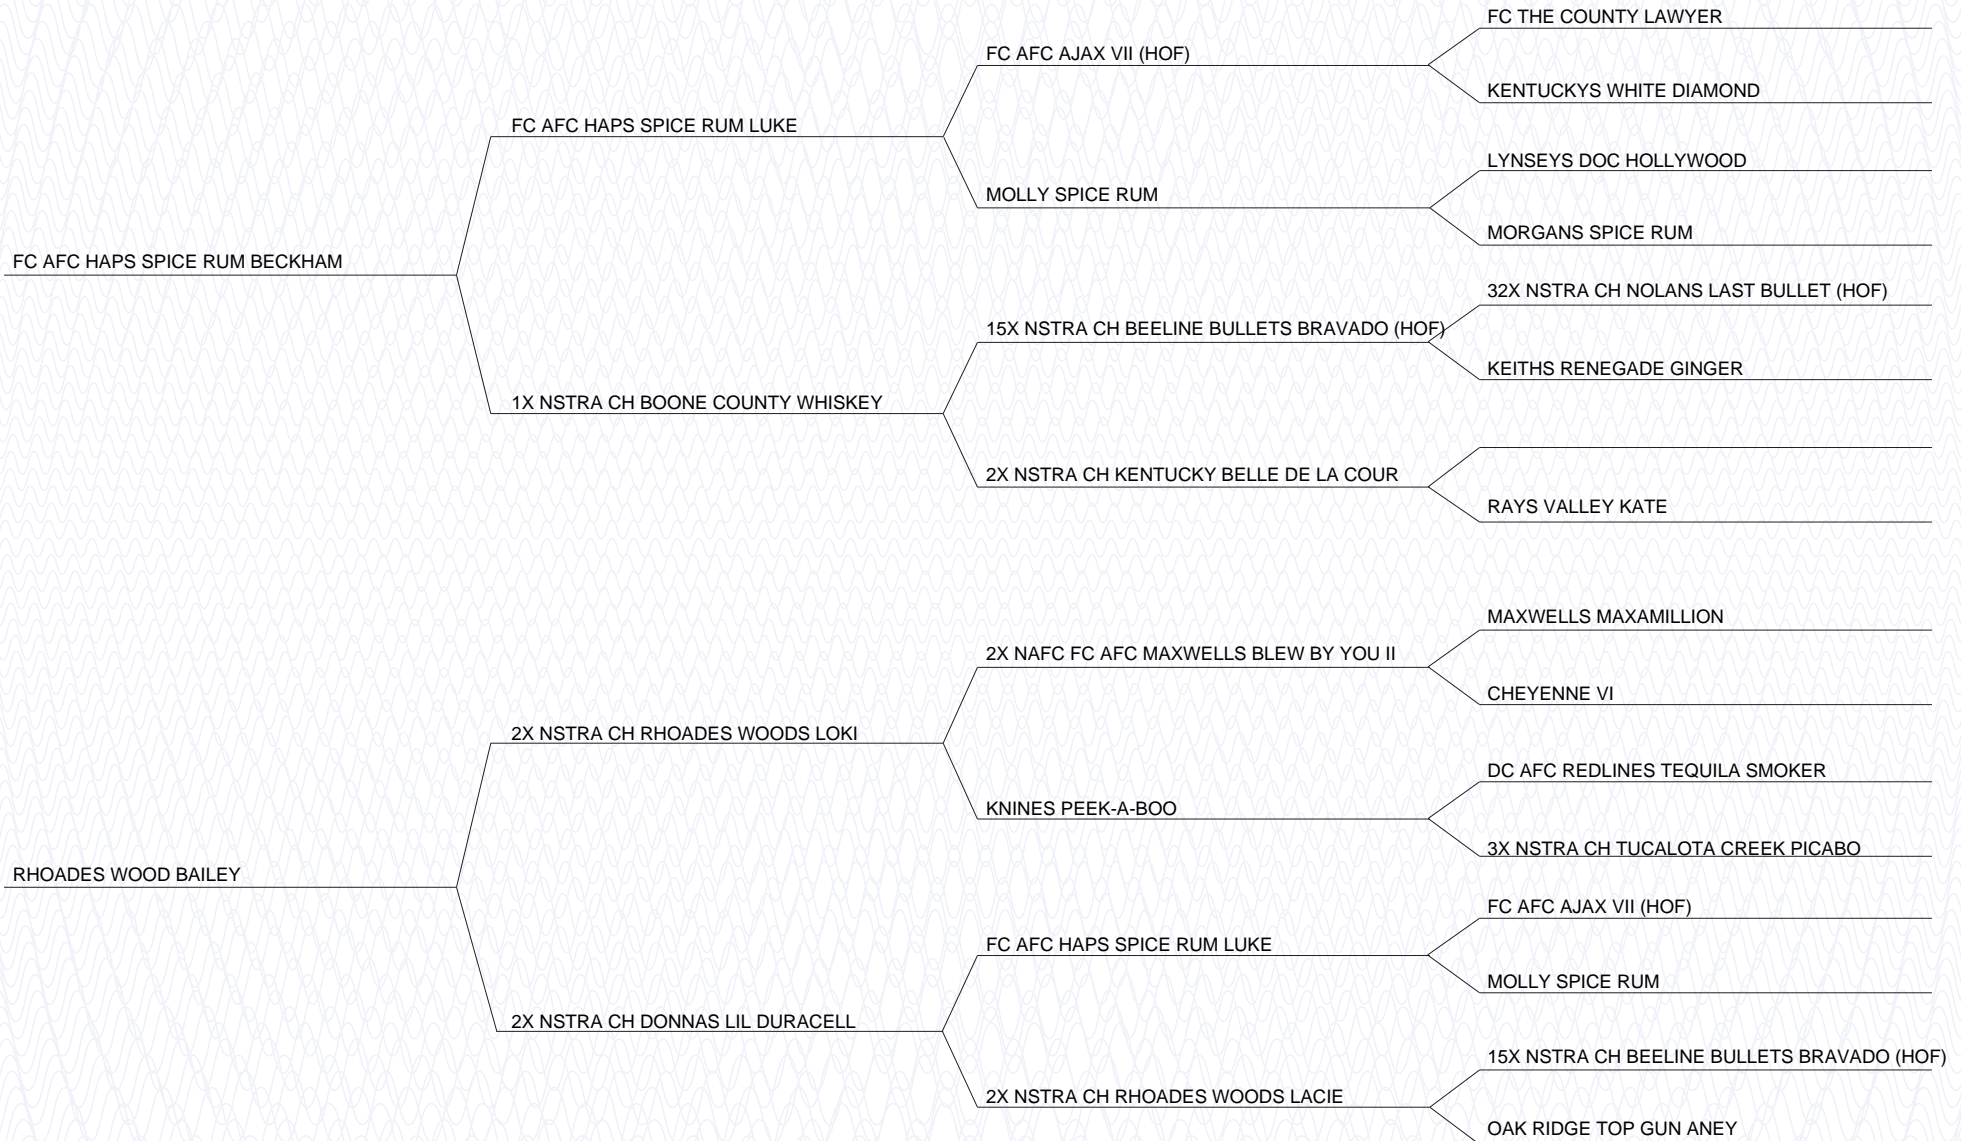 FC THE COUNTY LAWYER
FC AFC AJAX VII (HOF)
KENTUCKYS WHITE DIAMOND
FC AFC HAPS SPICE RUM LUKE
LYNSEYS DOC HOLLYWOOD
MOLLY SPICE RUM
MORGANS SPICE RUM
FC AFC HAPS SPICE RUM BECKHAM
32X NSTRA CH NOLANS LAST BULLET (HOF)
15X NSTRA CH BEELINE BULLETS BRAVADO (HOF)
KEITHS RENEGADE GINGER
1X NSTRA CH BOONE COUNTY WHISKEY
2X NSTRA CH KENTUCKY BELLE DE LA COUR
RAYS VALLEY KATE
MAXWELLS MAXAMILLION
2X NAFC FC AFC MAXWELLS BLEW BY YOU II
CHEYENNE VI
2X NSTRA CH RHOADES WOODS LOKI
DC AFC REDLINES TEQUILA SMOKER
KNINES PEEK-A-BOO
3X NSTRA CH TUCALOTA CREEK PICABO
RHOADES WOOD BAILEY
FC AFC AJAX VII (HOF)
FC AFC HAPS SPICE RUM LUKE
MOLLY SPICE RUM
2X NSTRA CH DONNAS LIL DURACELL
15X NSTRA CH BEELINE BULLETS BRAVADO (HOF)
2X NSTRA CH RHOADES WOODS LACIE
OAK RIDGE TOP GUN ANEY